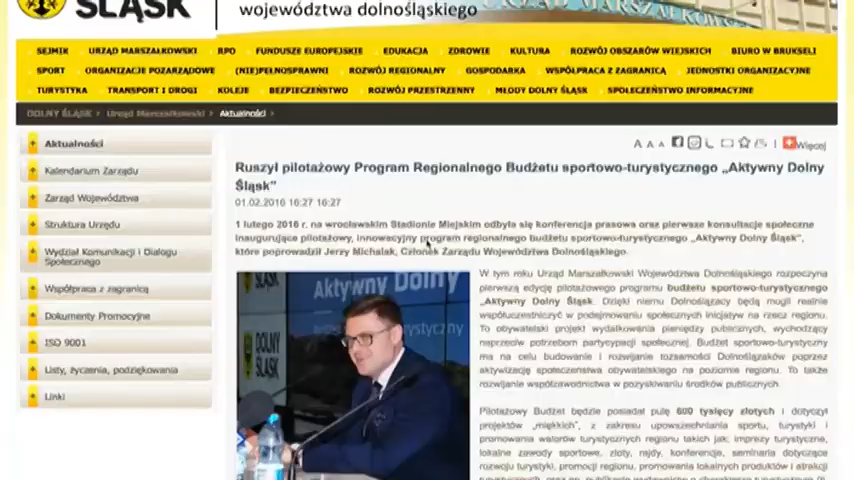 ŚLĄSK
województwa dolnośląskiego
SEJMIK URZĄD MARSZAŁKOWSKI RPO FUNDUSZE EUROPEJSKIE EDUKACJA ZDROWIE KULTURA ROZWÓJ OBSZARÓW WIEJSKICH BIURO W BRUKSELI
SPORT ORGANIZACJE POZARZĄDOWE (NIE)PEŁNOSPRAWNI ROZWÓJ REGIONALNY GOSPODARKA WSPÓŁPRACA Z ZAGRANICĄ JEDNOSTKI ORGANIZACYJNE
TURYSTYKA TRANSPORT I DROGI KOLEJE BEZPIECZEŃSTWO ROZWÓJ PRZESTRZENNY MŁODY DOLNY ŚLĄSK SPOŁECZEŃSTWO INFORMACYJNE
DOLNY ŚLĄSK > Urząd Marszałkowski > Aktualności >
Aktualności
Kalendarium Zarządu
Zarząd Województwa
Struktura Urzędu
Wydział Komunikacji i Dialogu
Społecznego
Współpraca z zagranicą
Dokumenty Promocyjne
ISO 9001
Listy, życzenia, podziękowania
Linki
A A A | Więcej
Ruszył pilotażowy Program Regionalnego Budżetu sportowo-turystycznego „Aktywny Dolny
Śląsk”
01.02.2016 16:27 16:27
1 lutego 2016 r. na wrocławskim Stadionie Miejskim odbyła się konferencja prasowa oraz pierwsze konsultacje społeczne
inaugurujące pilotażowy, innowacyjny program regionalnego budżetu sportowo-turystycznego „Aktywny Dolny Śląsk”,
które poprowadził Jerzy Michalak, Członek Zarządu Województwa Dolnośląskiego.
Aktywny Dolny
turystyczny
DOLNY
ŚLĄSK
W tym roku Urząd Marszałkowski Województwa Dolnośląskiego rozpoczyna
pierwszą edycję pilotażowego programu budżetu sportowo-turystycznego
„Aktywny Dolny Śląsk. Dzięki niemu Dolnoślązacy będą mogli realnie
współuczestniczyć w podejmowaniu społecznych inicjatyw na rzecz regionu.
To obywatelski projekt wydatkowania pieniędzy publicznych, wychodzący
naprzeciw potrzebom partycypacji społecznej. Budżet sportowo-turystyczny
ma na celu budowanie i rozwijanie tożsamości Dolnoślązaków poprzez
aktywizację społeczeństwa obywatelskiego na poziomie regionu. To także
rozwijanie współzawodnictwa w pozyskiwaniu środków publicznych.
Pilotażowy Budżet będzie posiadał pulę 600 tysięcy złotych i dotyczył
projektów „miękkich”, z zakresu upowszechniania sportu, turystyki i
promowania walorów turystycznych regionu takich jak: imprezy turystyczne,
lokalne zawody sportowe, zloty, rajdy, konferencje, seminaria dotyczące
rozwoju turystyki, promocji regionu, promowania lokalnych produktów i atrakcji